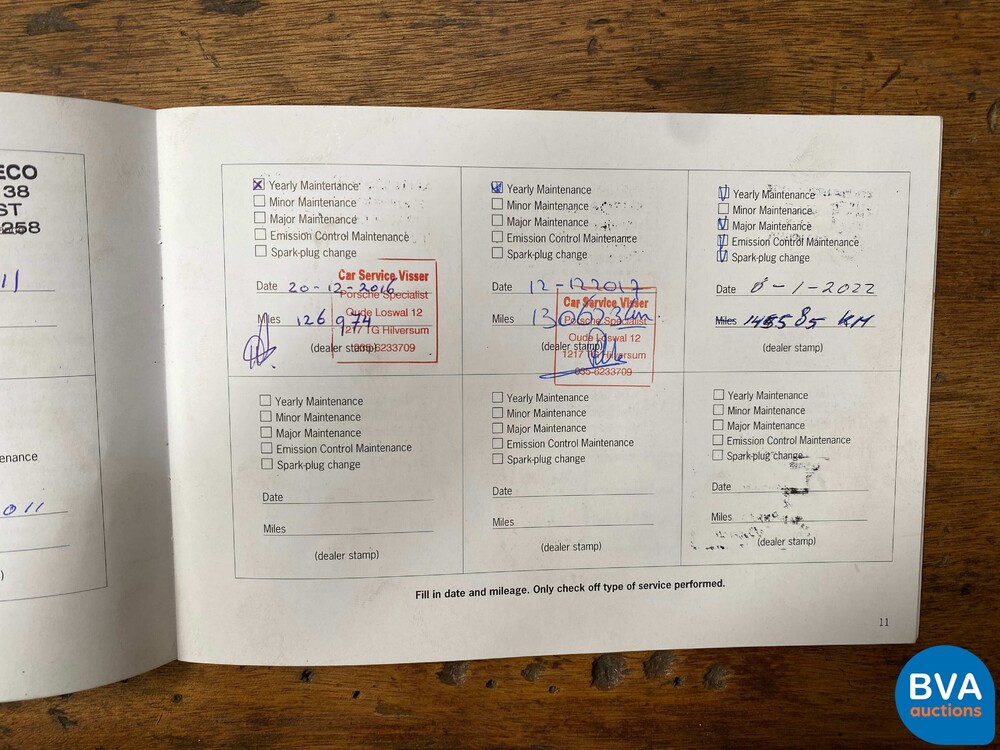 ECO
38
ST
258
11
enance
011
)
☒ Yearly Maintenance
☐ Minor Maintenance
☐ Major Maintenance
☐ Emission Control Maintenance
☐ Spark-plug change
Date 20-12-2016
Miles 126974
(dealer stamp)
Car Service Visser
Porsche Specialist
Oude Loswal 12
1217 TG Hilversum
035-6233709
☒ Yearly Maintenance
☐ Minor Maintenance
☐ Major Maintenance
☐ Emission Control Maintenance
☐ Spark-plug change
Date 12-12-2017
Miles
(dealer stamp)
Car Service Visser
Porsche Specialist
Oude Loswal 12
1217 TG Hilversum
035-6233709
☑ Yearly Maintenance
☐ Minor Maintenance
☑ Major Maintenance
☑ Emission Control Maintenance
☑ Spark-plug change
Date -1-2022
Miles KM
(dealer stamp)
☐ Yearly Maintenance
☐ Minor Maintenance
☐ Major Maintenance
☐ Emission Control Maintenance
☐ Spark-plug change
Date
Miles
(dealer stamp)
☐ Yearly Maintenance
☐ Minor Maintenance
☐ Major Maintenance
☐ Emission Control Maintenance
☐ Spark-plug change
Date
Miles
(dealer stamp)
☐ Yearly Maintenance
☐ Minor Maintenance
☐ Major Maintenance
☐ Emission Control Maintenance
☐ Spark-plug change
Date
Miles
(dealer stamp)
Fill in date and mileage. Only check off type of service performed.
11
BVA
auctions